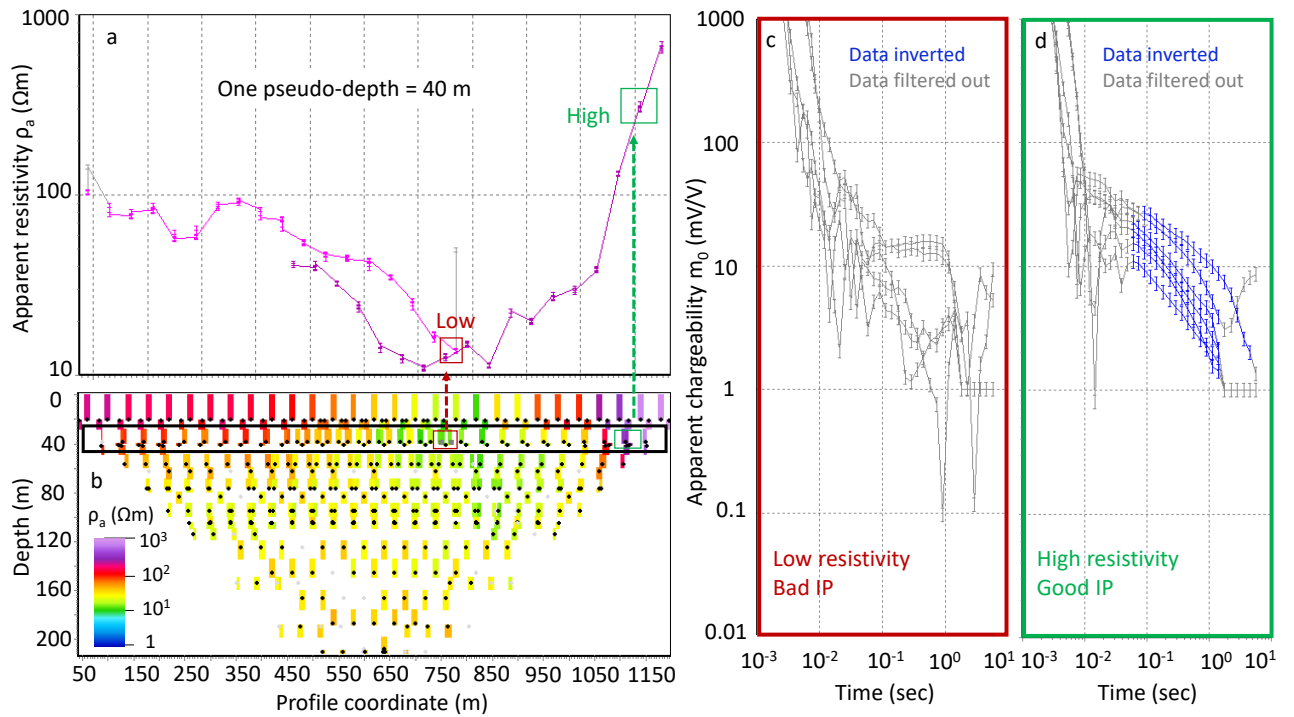 1000
100
10
Apparent resistivity ρₐ (Ωm)
a
One pseudo-depth = 40 m
High
Low
0
40
80
120
160
200
Depth (m)
b
ρₐ (Ωm)
10³
10²
10¹
1
50
150
250
350
450
550
650
750
850
950
1050
1150
Profile coordinate (m)
1000
100
10
1
0.1
0.01
Apparent chargeability m₀ (mV/V)
c
Data inverted
Data filtered out
Low resistivity
Bad IP
10⁻³
10⁻²
10⁻¹
10⁰
10¹
Time (sec)
d
Data inverted
Data filtered out
High resistivity
Good IP
10⁻³
10⁻²
10⁻¹
10⁰
10¹
Time (sec)